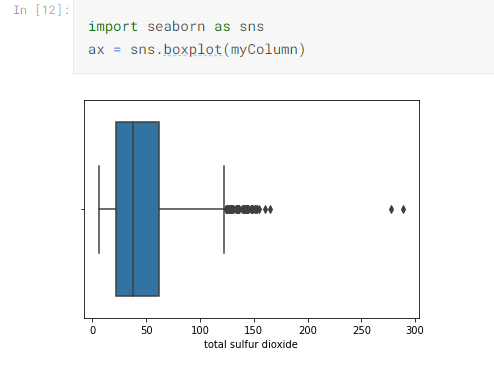 In [12]:
import seaborn as sns
ax = sns.boxplot(myColumn)
0 50 100 150 200 250 300
total sulfur dioxide